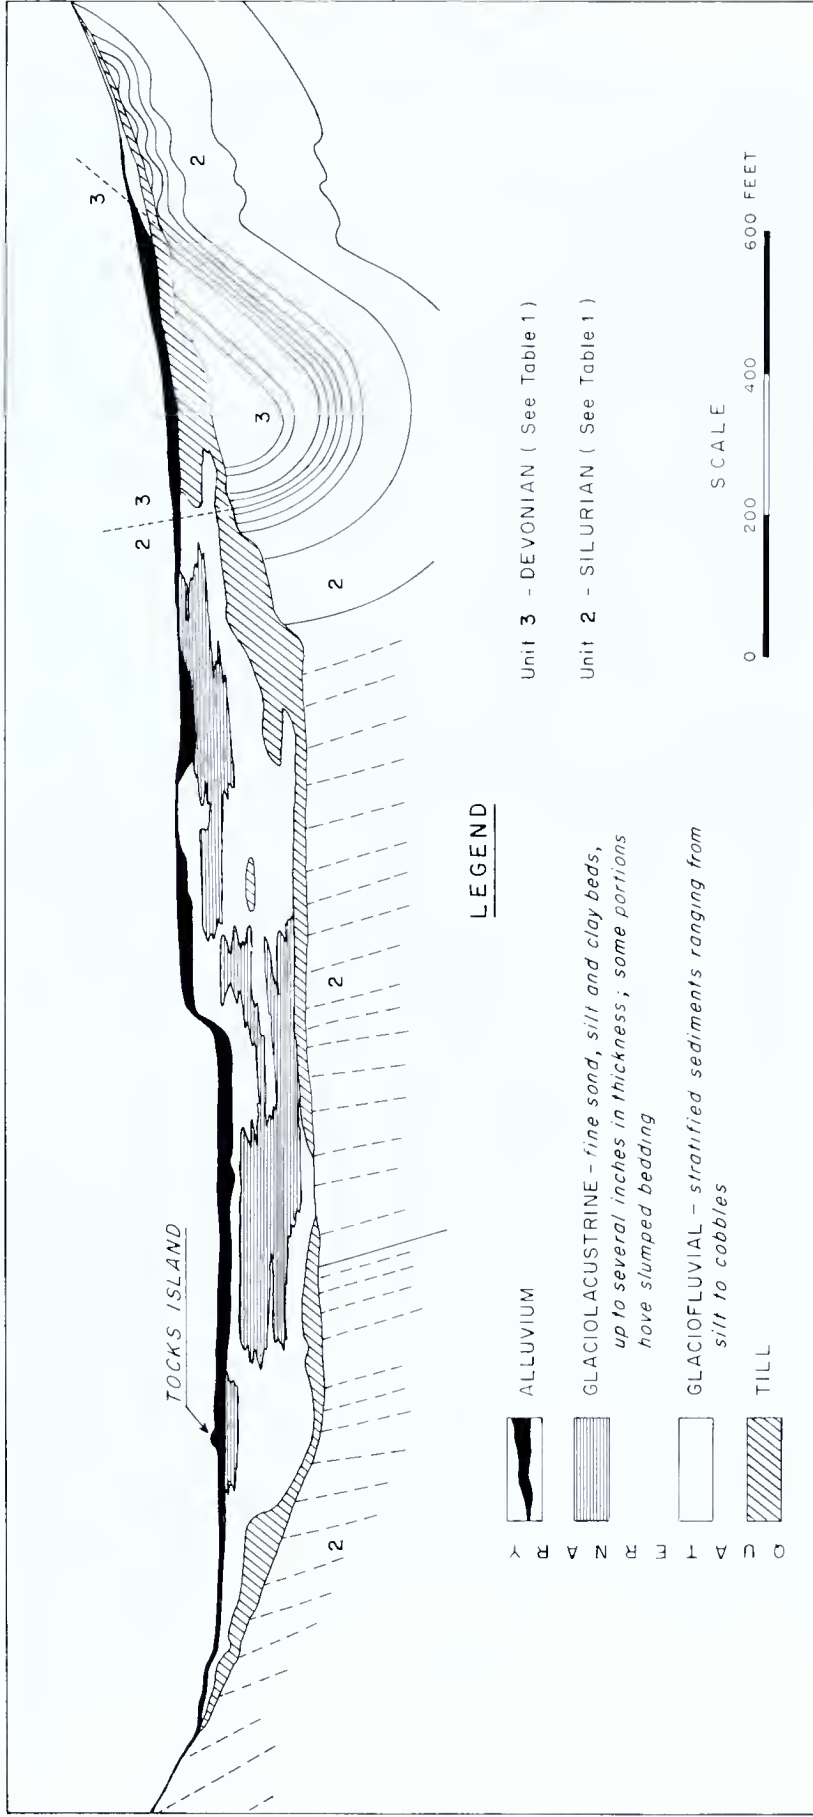 TOCKS ISLAND
3
2
2
3
3
2
2
2
LEGEND
QUATERNARY
ALLUVIUM
GLACIOLACUSTRINE - fine sond, silt and clay beds,
up to several inches in thickness; some portions
hove slumped bedding
GLACIOFLUVIAL - stratified sediments ranging from
silt to cobbles
TILL
Unit 3 - DEVONIAN ( See Table 1)
Unit 2 - SILURIAN ( See Table 1)
SCALE
0 200 400 600 FEET